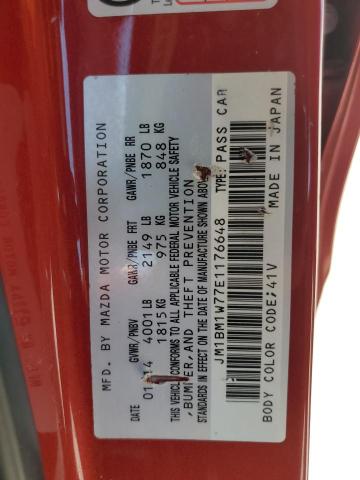 MFD. BY MAZDA MOTOR CORPORATION
DATE GVWR/PNBV GAWR/PNBE FRT GAWR/PNBE RR
4001 LB 2149 LB 1870 LB
1815 KG 975 KG 848 KG
THIS VEHICLE CONFORMS TO ALL APPLICABLE FEDERAL MOTOR VEHICLE SAFETY
, BUMPER, AND THEFT PREVENTION
STANDARDS IN EFFECT ON THE DATE OF MANUFACTURE SHOWN ABOVE
JM1BM1W77E1176648 TYPE: PASS CAR
BODY COLOR CODE: 41V MADE IN JAPAN